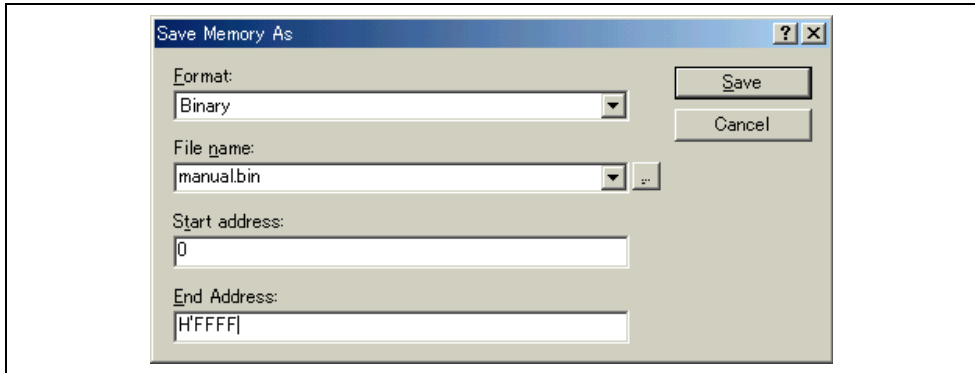 Save Memory As
Format:
Binary
Save
Cancel
File name:
manual.bin
...
Start address:
0
End Address:
H'FFFF